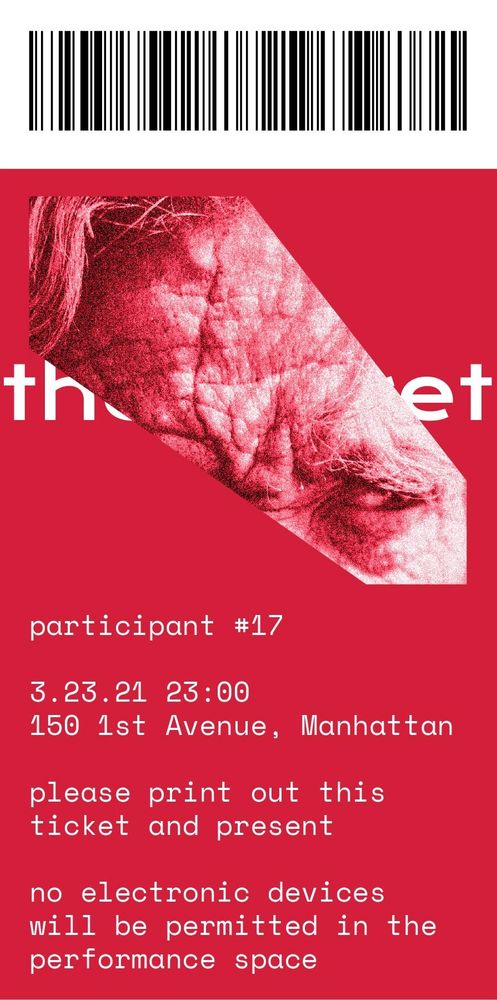 participant #17
3.23.21 23:00
150 1st Avenue, Manhattan
please print out this
ticket and present
no electronic devices
will be permitted in the
performance space